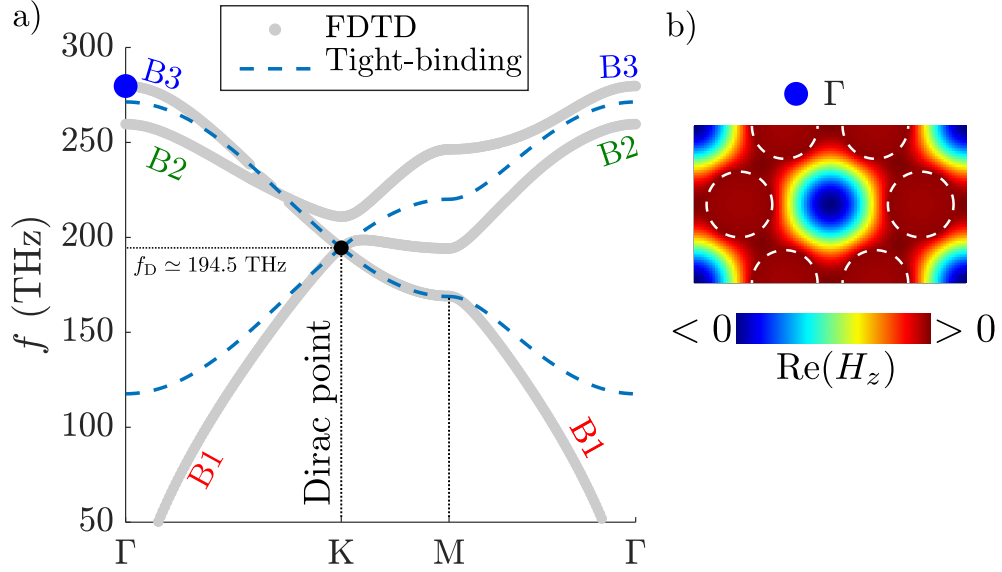 a)
FDTD
Tight-binding
300
250
200
150
100
50
f (THz)
B3
B2
B1
f_D ≃ 194.5 THz
Dirac point
B3
B2
B1
Γ K M Γ
b)
Γ
< 0 > 0
Re(H_z)